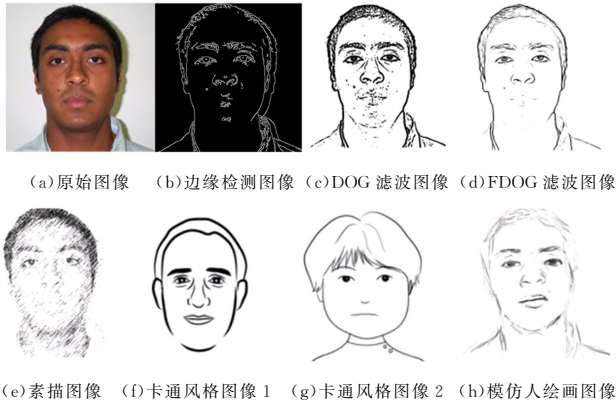 (a)原始图像 (b)边缘检测图像 (c)DOG 滤波图像 (d)FDOG 滤波图像
(e)素描图像 (f)卡通风格图像 1 (g)卡通风格图像 2 (h)模仿人绘画图像